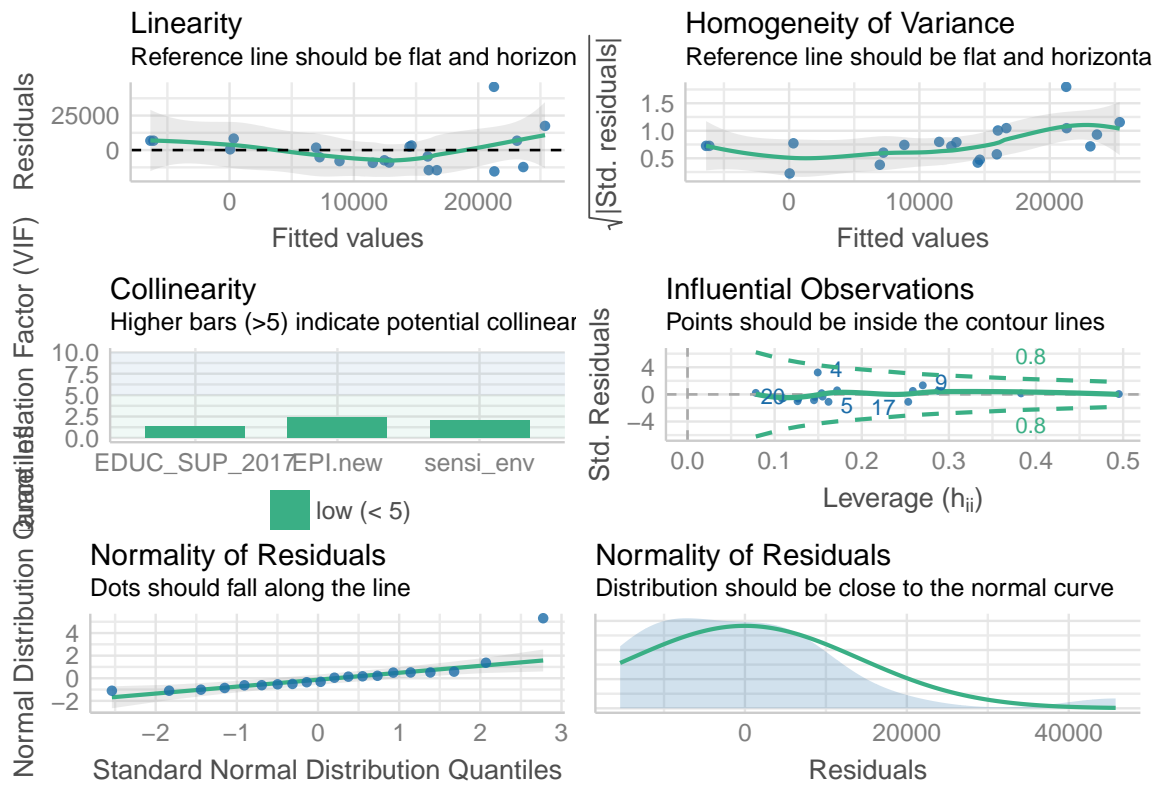 Linearity
Reference line should be flat and horizon
Residuals
25000
0
0
10000
20000
Fitted values
Homogeneity of Variance
Reference line should be flat and horizonta
√|Std. residuals|
1.5
1.0
0.5
0
10000
20000
Fitted values
Collinearity
Higher bars (>5) indicate potential collinear
Inflation Factor (VIF)
10.0
7.5
5.0
2.5
0.0
EDUC_SUP_2017
EPI.new
sensi_env
low (< 5)
Influential Observations
Points should be inside the contour lines
Std. Residuals
4
0
−4
0.8
4
9
20
5
17
0.8
0.0
0.1
0.2
0.3
0.4
0.5
Leverage (hii)
Normality of Residuals
Dots should fall along the line
Normal Distribution
4
2
0
−2
−2
−1
0
1
2
3
Standard Normal Distribution Quantiles
Normality of Residuals
Distribution should be close to the normal curve
0
20000
40000
Residuals